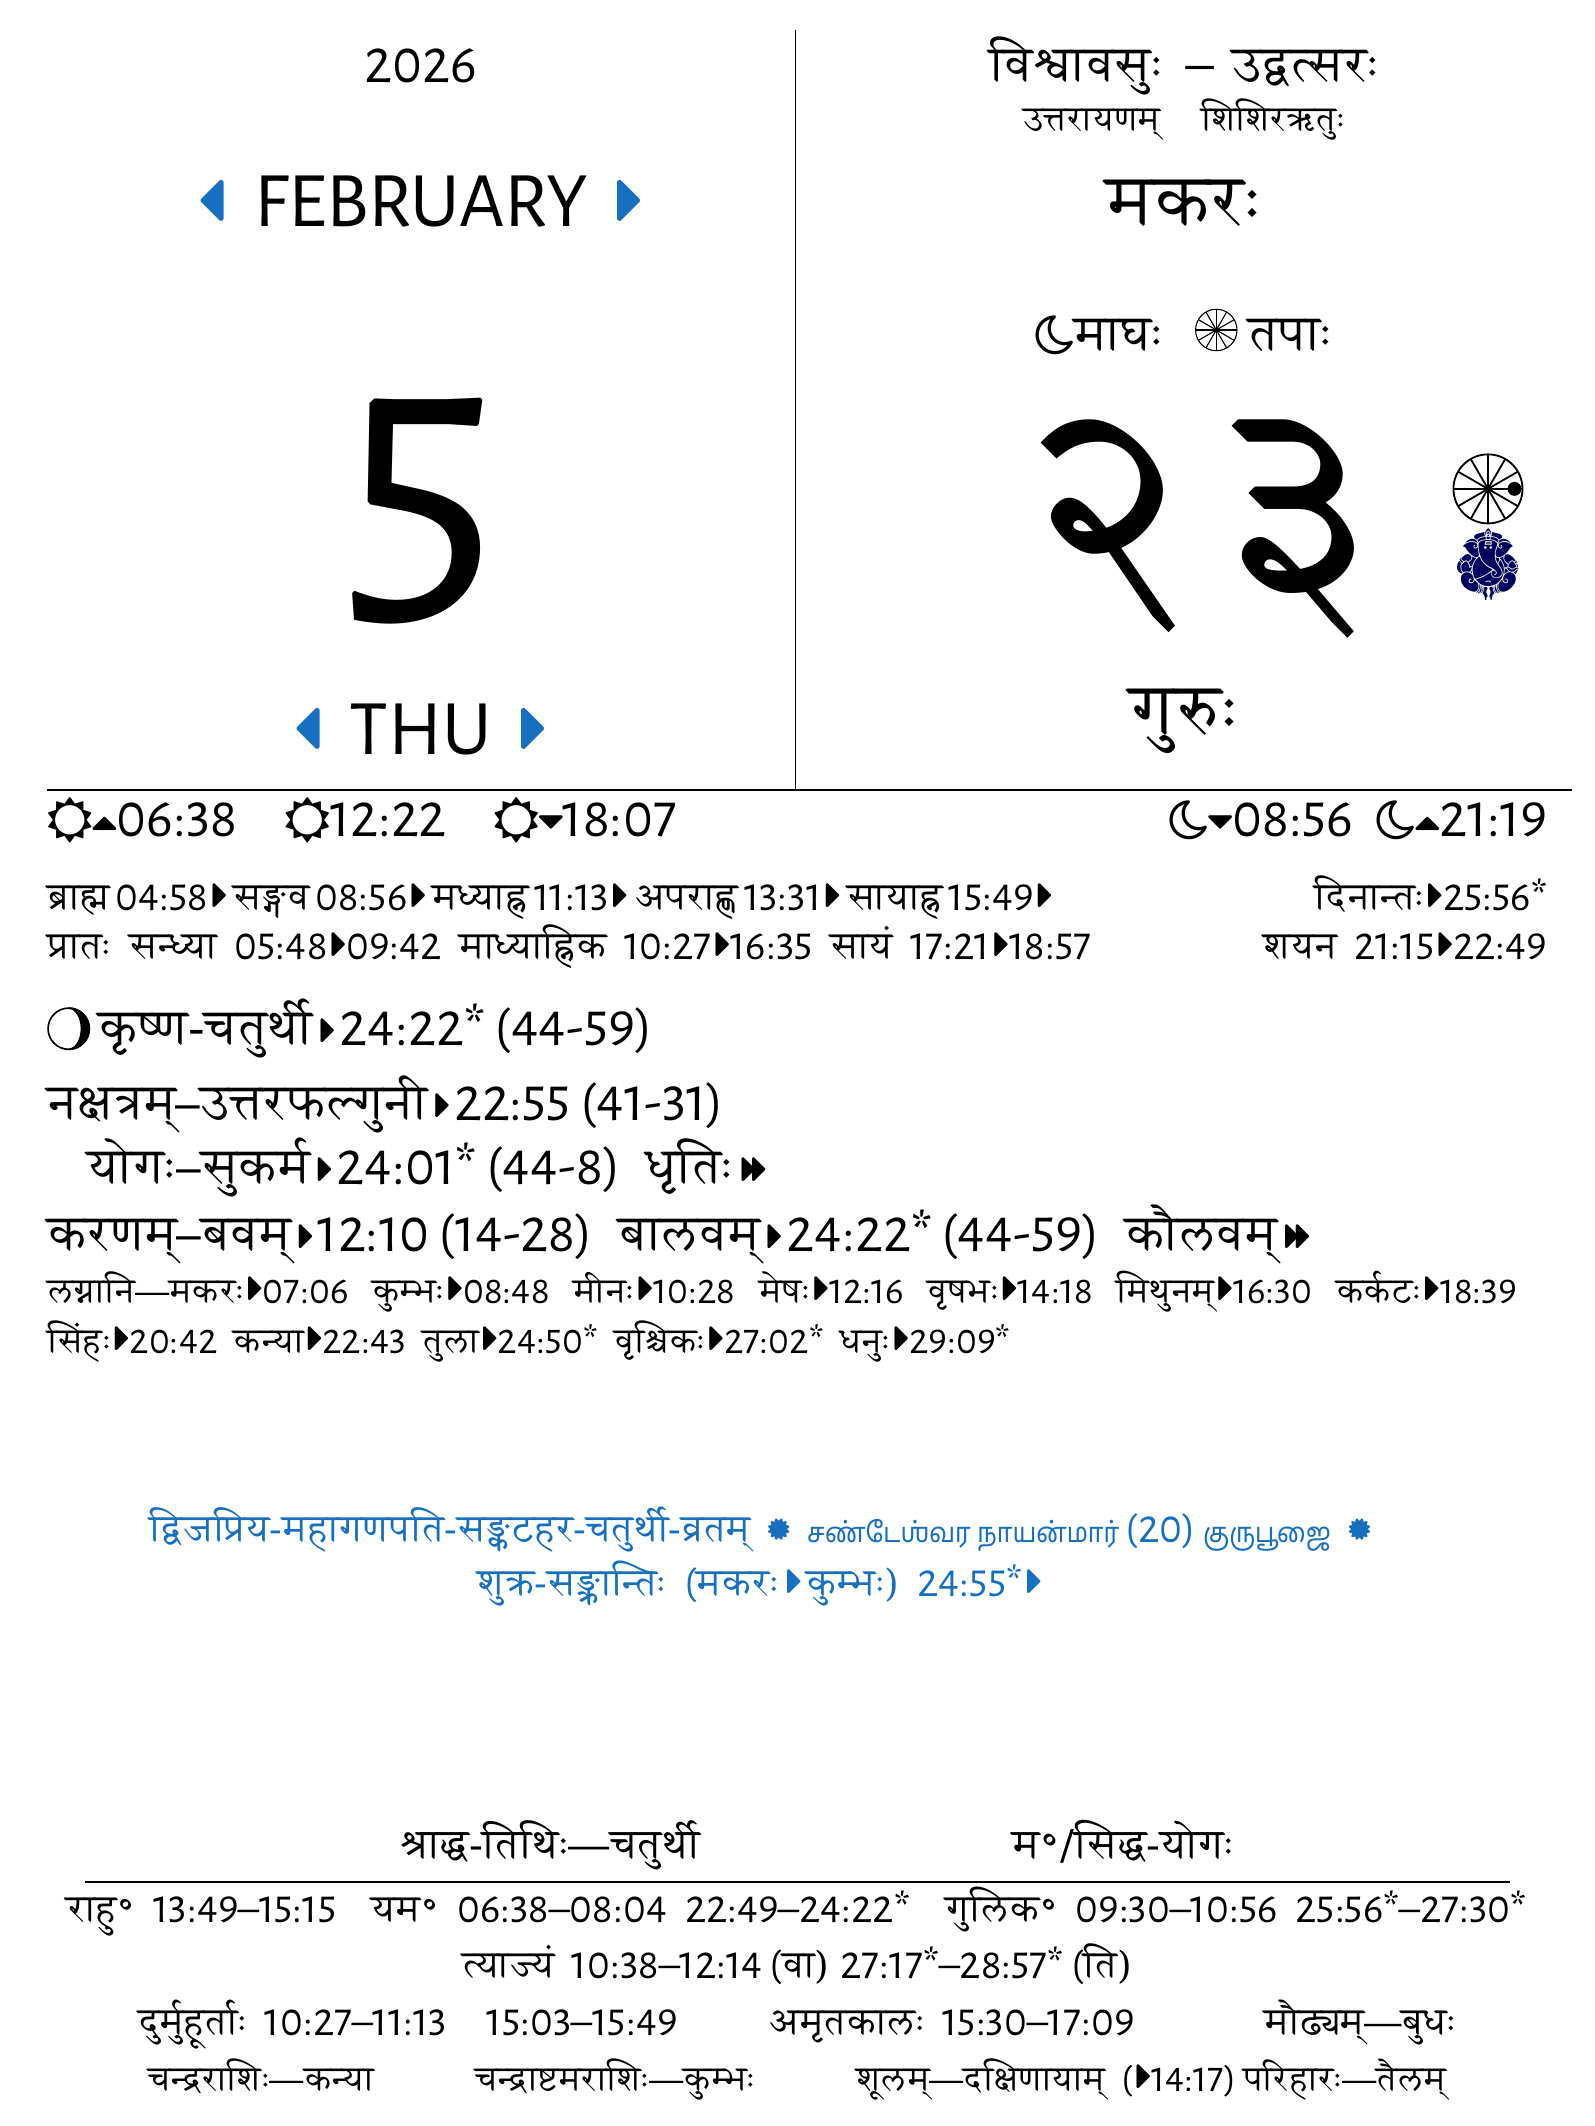 2026
विश्वावसुः – उद्वत्सरः
उत्तरायणम् शिशिरऋतुः
FEBRUARY
मकरः
माघः तपाः
5
२३
THU
गुरुः
06:38 12:22 18:07 08:56 21:19
ब्राह्म 04:58 सङ्गव 08:56 मध्याह्न 11:13 अपराह्ण 13:31 सायाह्न 15:49 दिनान्तः 25:56*
प्रातः सन्ध्या 05:48 09:42 माध्याह्निक 10:27 16:35 सायं 17:21 18:57 शयन 21:15 22:49
कृष्ण-चतुर्थी 24:22* (44-59)
नक्षत्रम्–उत्तरफल्गुनी 22:55 (41-31)
योगः–सुकर्म 24:01* (44-8) धृतिः
करणम्–बवम् 12:10 (14-28) बालवम् 24:22* (44-59) कौलवम्
लग्नानि—मकरः 07:06 कुम्भः 08:48 मीनः 10:28 मेषः 12:16 वृषभः 14:18 मिथुनम् 16:30 कर्कटः 18:39
सिंहः 20:42 कन्या 22:43 तुला 24:50* वृश्चिकः 27:02* धनुः 29:09*
द्विजप्रिय-महागणपति-सङ्कटहर-चतुर्थी-व्रतम् ✹ சண்டேஶ்வர நாயன்மார் (20) குருபூஜை ✹
शुक्र-सङ्क्रान्तिः (मकरः कुम्भः) 24:55*
श्राद्ध-तिथिः—चतुर्थी म॰/सिद्ध-योगः
राहु॰ 13:49–15:15 यम॰ 06:38–08:04 22:49–24:22* गुलिक॰ 09:30–10:56 25:56*–27:30*
त्याज्यं 10:38–12:14 (वा) 27:17*–28:57* (ति)
दुर्मुहूर्ताः 10:27–11:13 15:03–15:49 अमृतकालः 15:30–17:09 मौढ्यम्—बुधः
चन्द्रराशिः—कन्या चन्द्राष्टमराशिः—कुम्भः शूलम्—दक्षिणायाम् (14:17) परिहारः—तैलम्